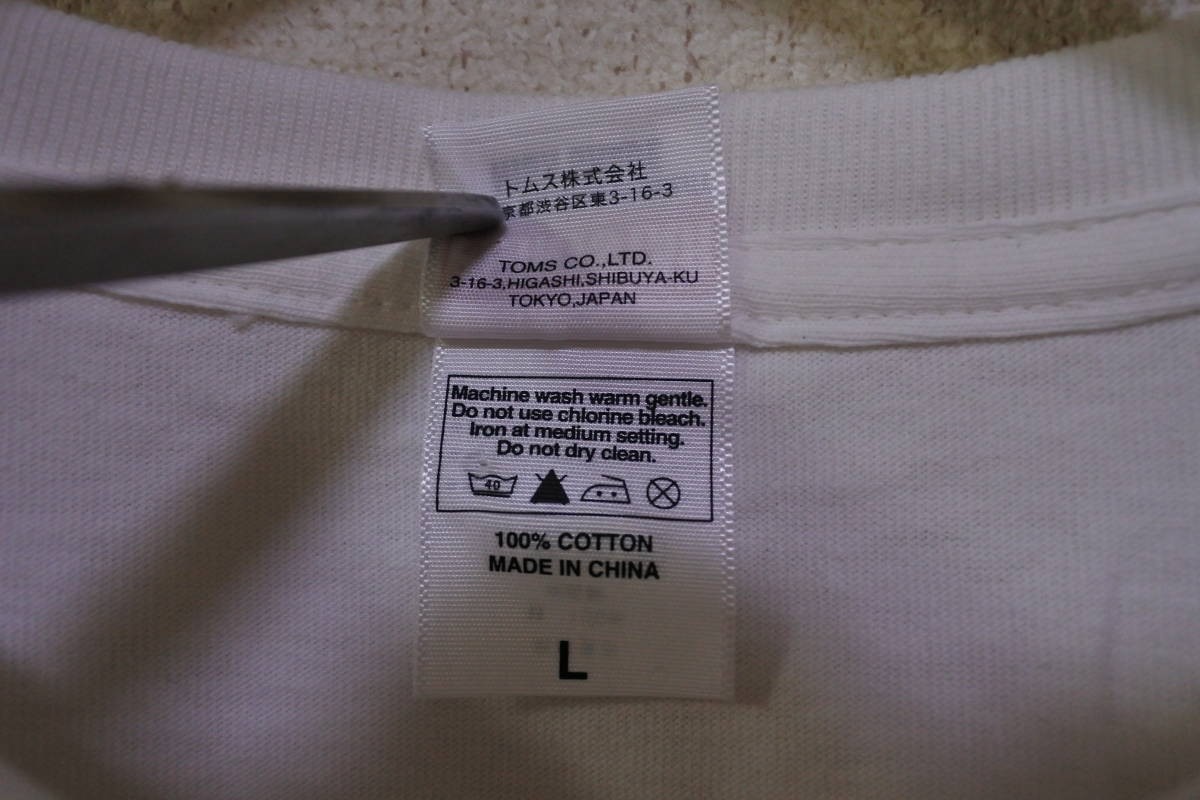 トムス株式会社
京都渋谷区東3-16-3
TOMS CO.,LTD.
3-16-3,HIGASHI,SHIBUYA-KU
TOKYO,JAPAN
Machine wash warm gentle.
Do not use chlorine bleach.
Iron at medium setting.
Do not dry clean.
40
100% COTTON
MADE IN CHINA
L